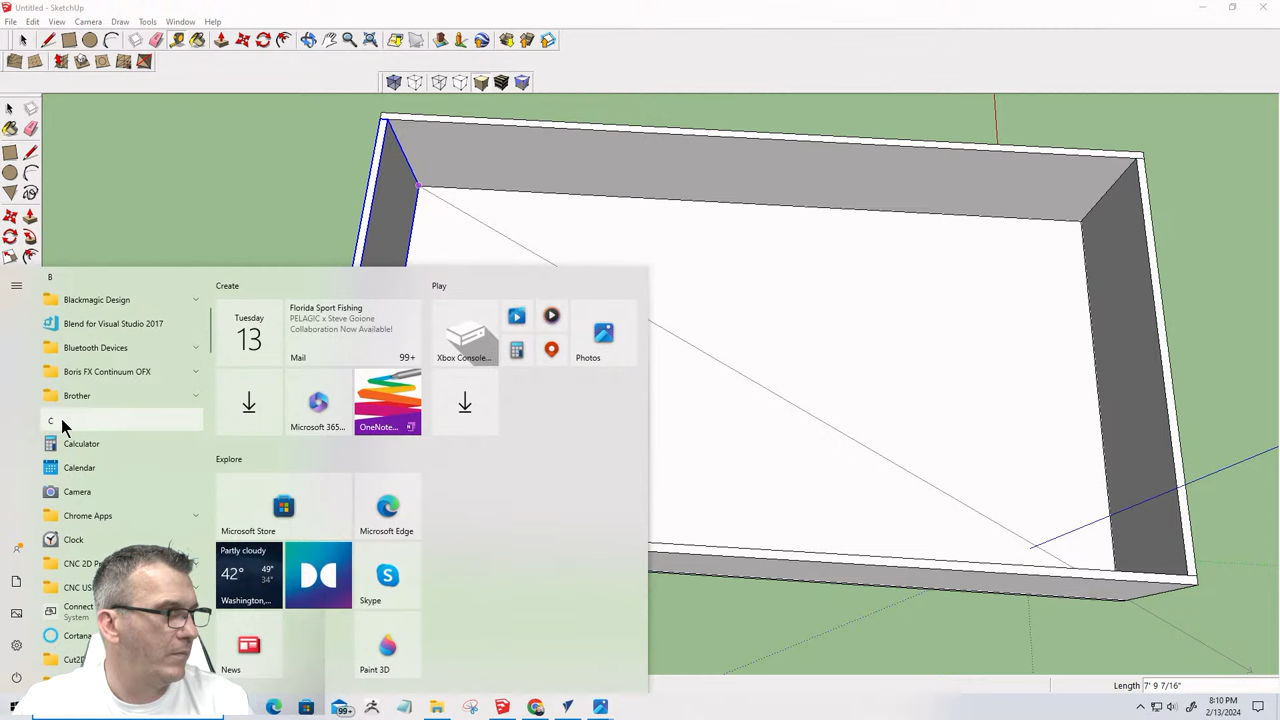 Untitled - SketchUp
File Edit View Camera Draw Tools Window Help
B
Blackmagic Design
Blend for Visual Studio 2017
Bluetooth Devices
Boris FX Continuum OFX
Brother
C
Calculator
Calendar
Camera
Chrome Apps
Clock
CNC 2D
CNC
Connect
System
Cortana
Create
Tuesday
13
Florida Sport Fishing
PELAGIC x Steve Goione
Collaboration Now Available!
Mail 99+
Microsoft 365...
OneNote...
Explore
Microsoft Store
Microsoft Edge
Partly cloudy
42° 49° 34°
Washington,...
Skype
News
Paint 3D
Play
Xbox Console...
Photos
Length 7' 9 7/16"
99+
8:10 PM
2/13/2024